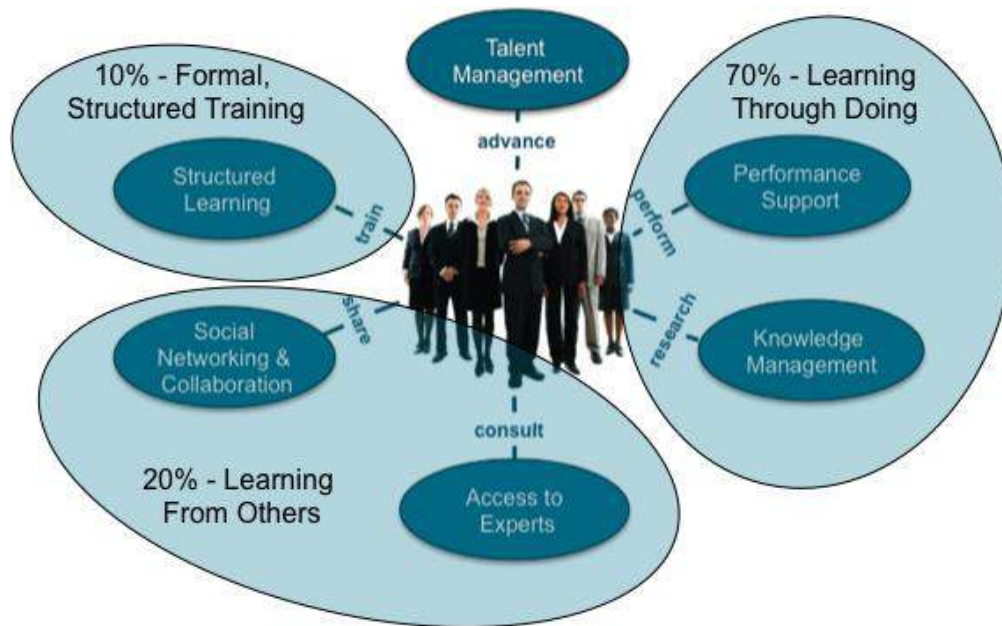 Talent
Management
10% - Formal,
Structured Training
70% - Learning
Through Doing
advance
Structured
Learning
Performance
Support
train
perform
share
research
Social
Networking &
Collaboration
Knowledge
Management
consult
20% - Learning
From Others
Access to
Experts